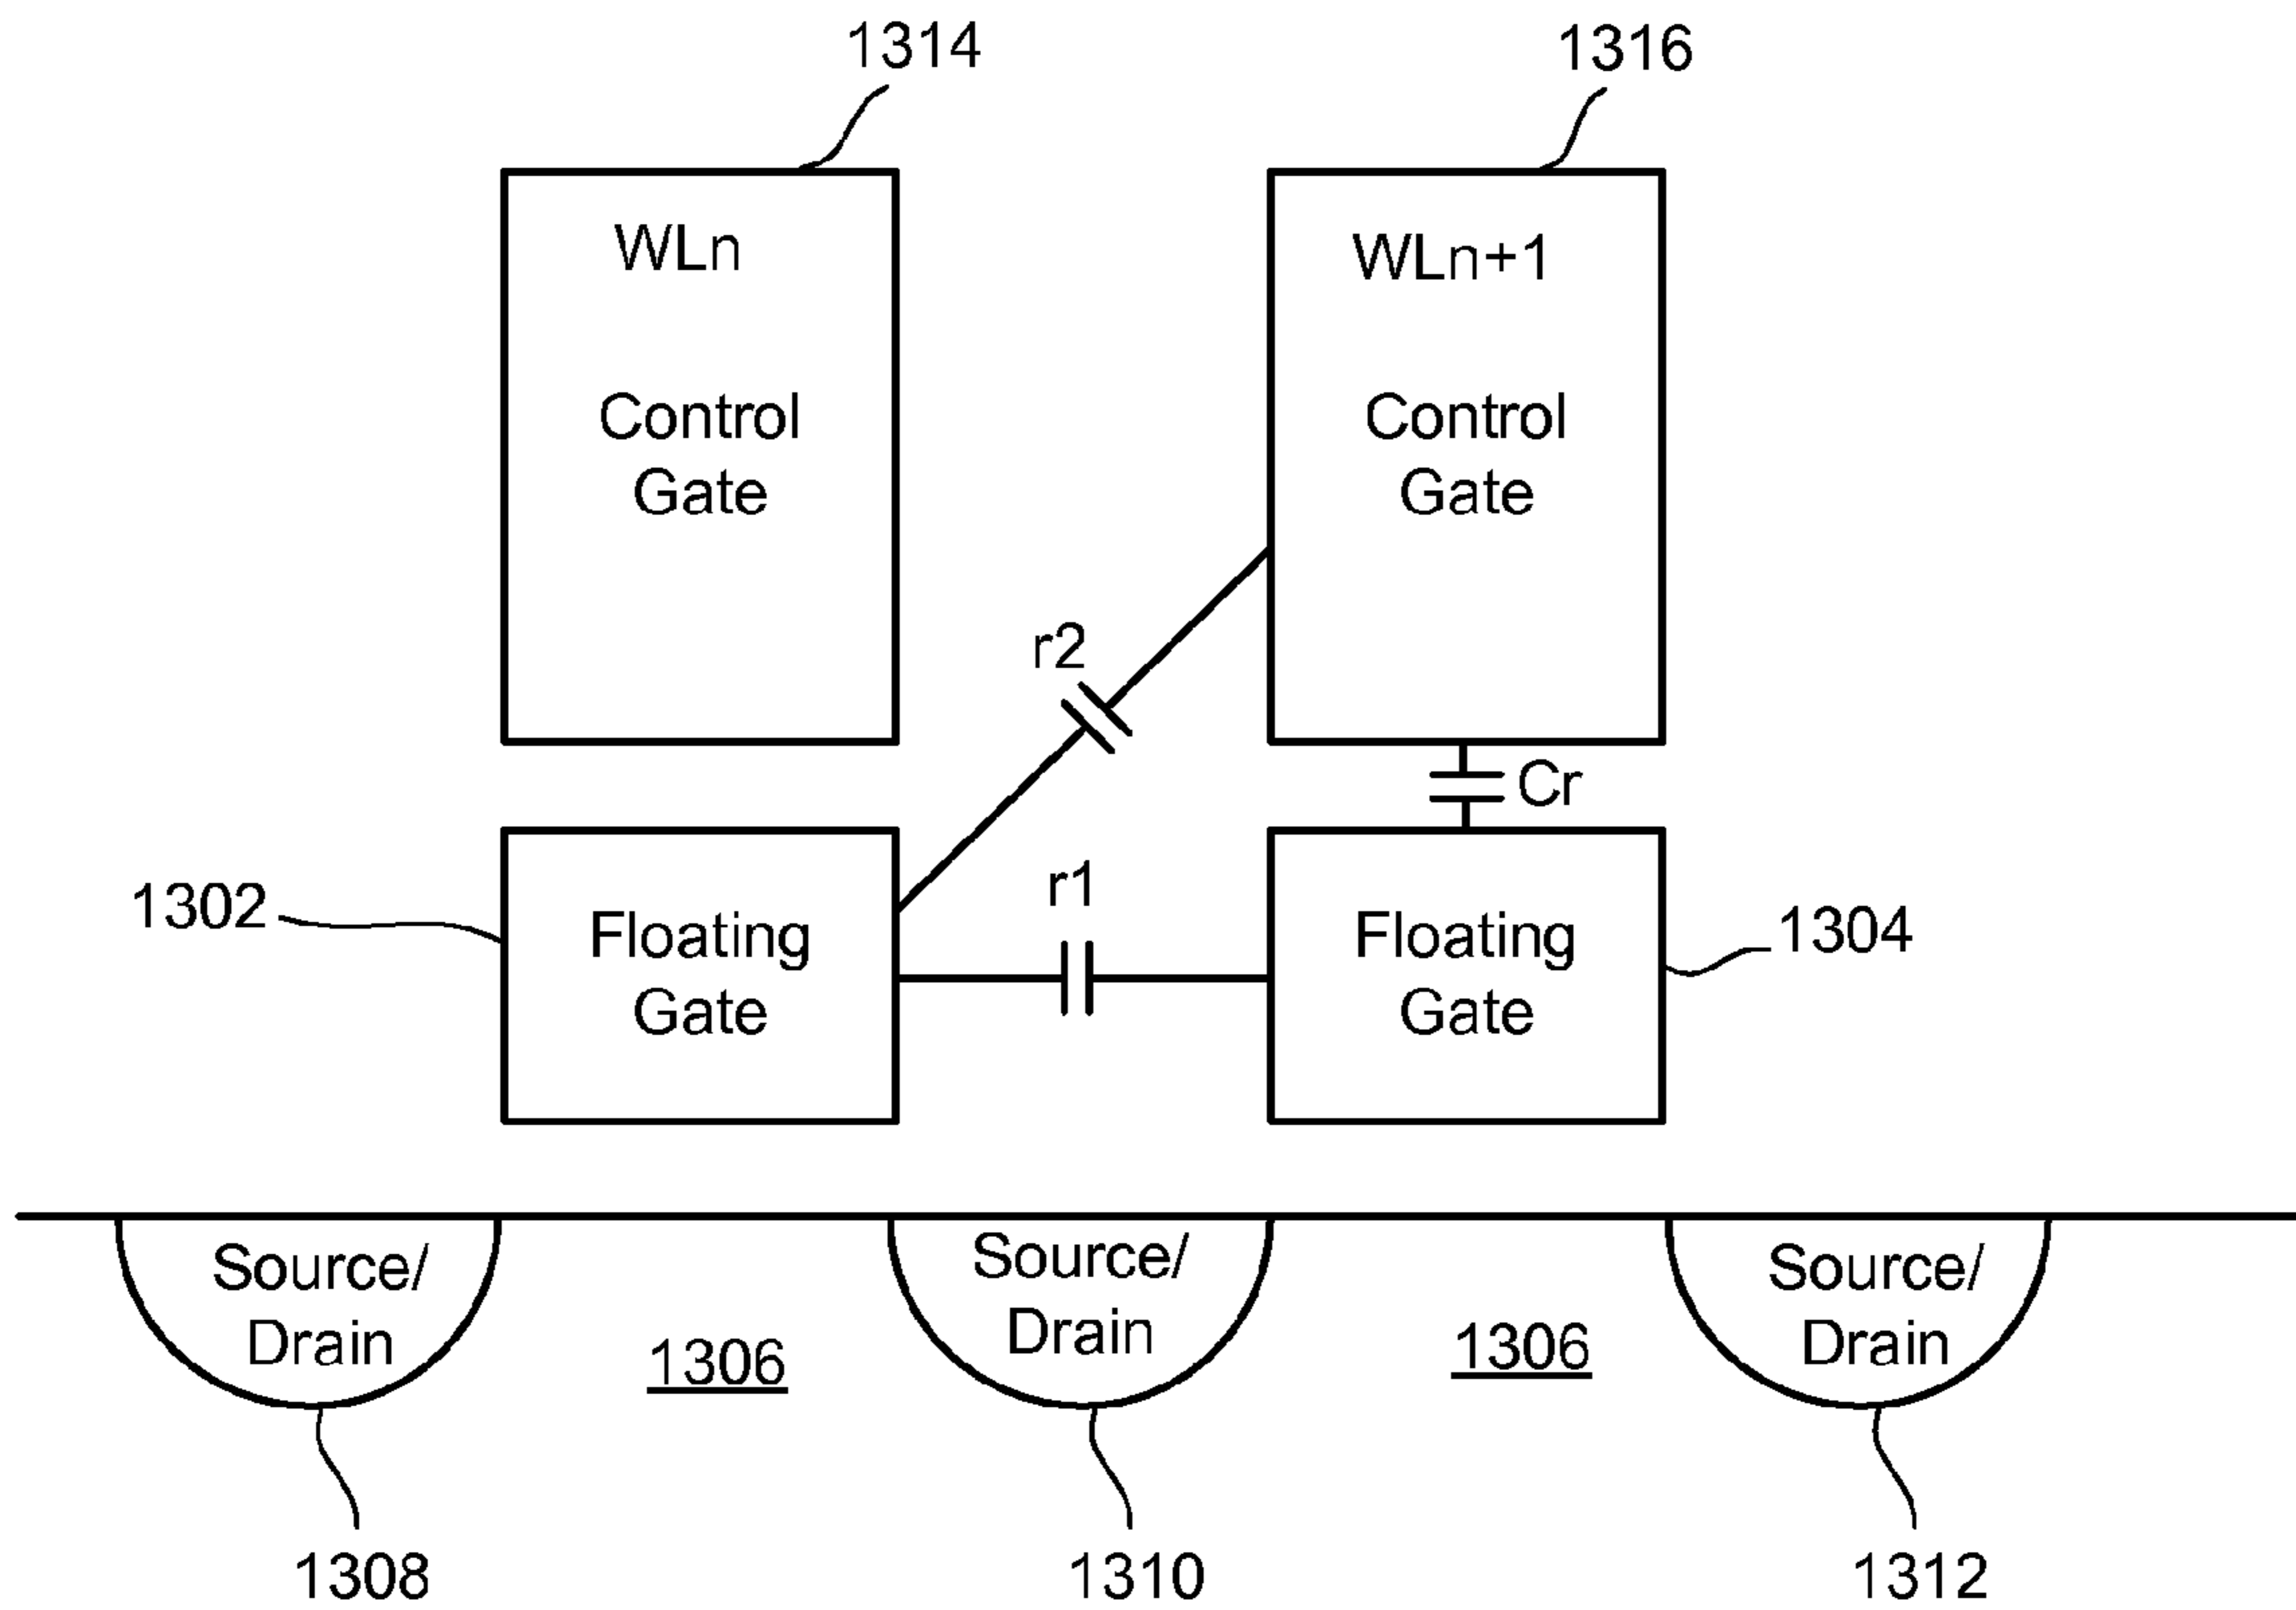 1314
1316
WLn
WLn+1
Control
Gate
Control
Gate
r2
Cr
r1
1302
Floating
Gate
Floating
Gate
1304
Source/
Drain
Source/
Drain
Source/
Drain
1306
1306
1308
1310
1312